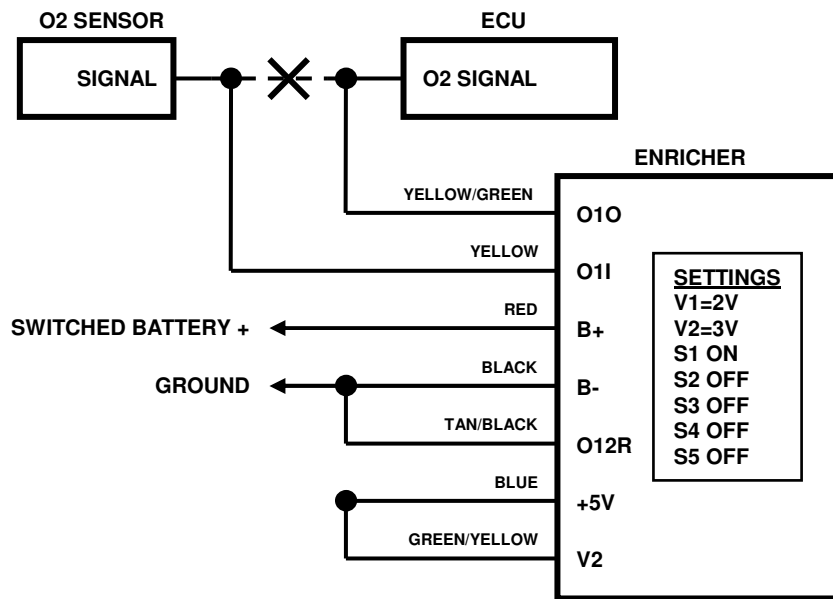 O2 SENSOR
ECU
SIGNAL
O2 SIGNAL
ENRICHER
YELLOW/GREEN
O1O
YELLOW
O1I
SETTINGS
V1=2V
V2=3V
S1 ON
S2 OFF
S3 OFF
S4 OFF
S5 OFF
RED
SWITCHED BATTERY +
B+
BLACK
GROUND
B-
TAN/BLACK
O12R
BLUE
+5V
GREEN/YELLOW
V2